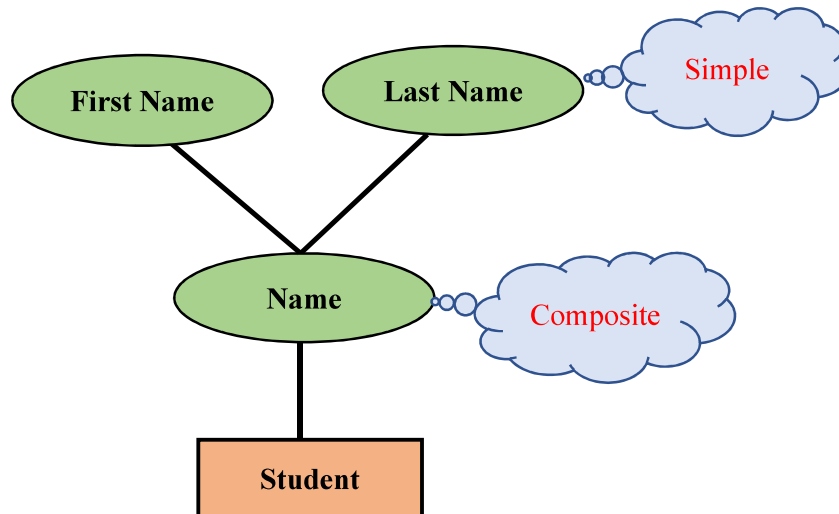 First Name
Last Name
Simple
Name
Composite
Student